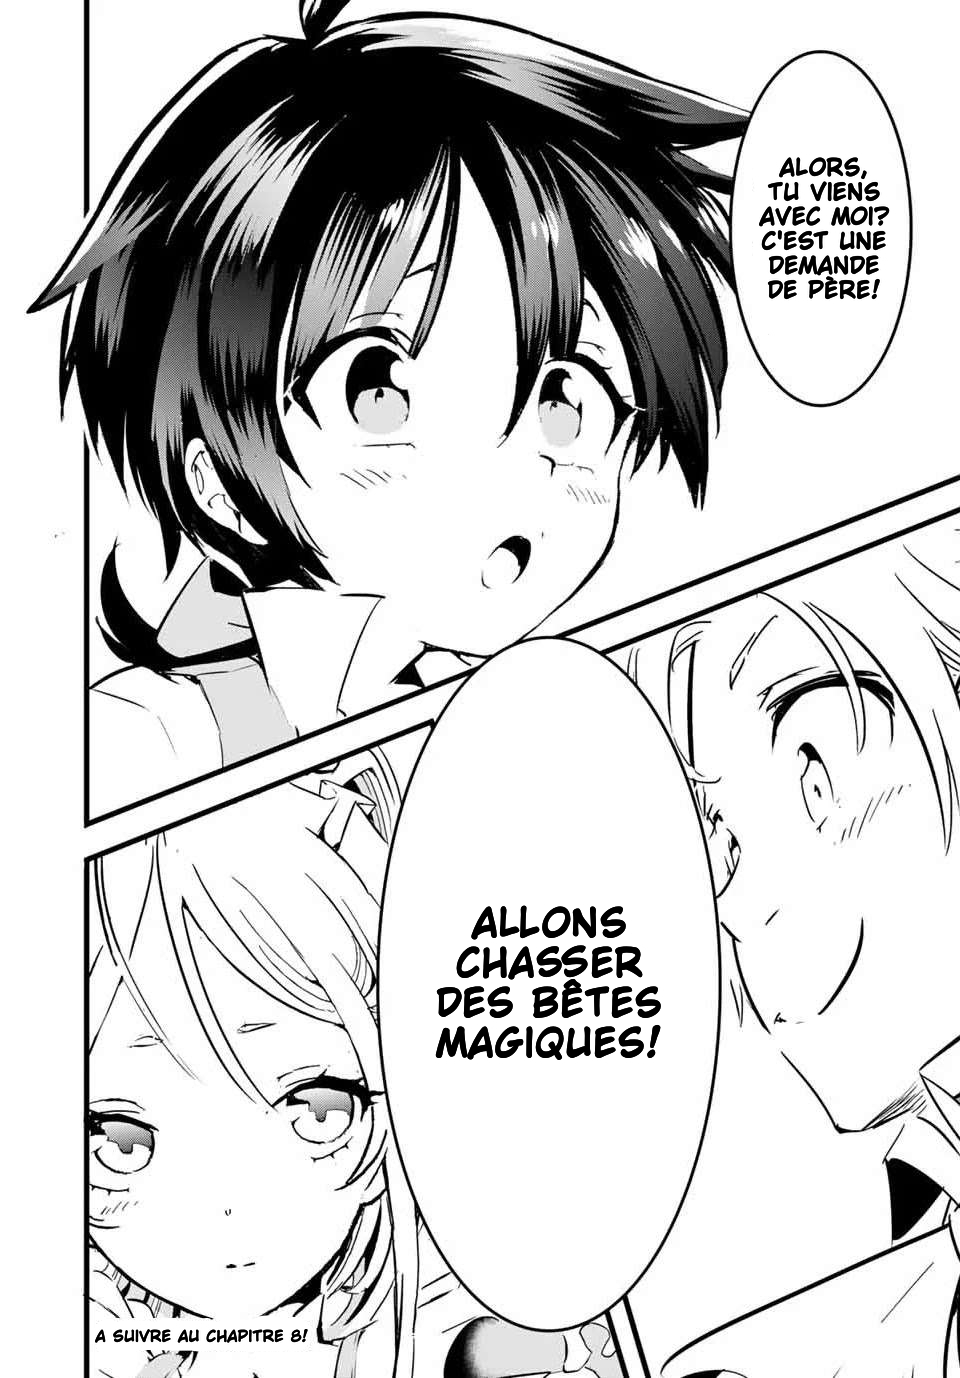 ALORS,
TU VIENS
AVEC MOI?
C'EST UNE
DEMANDE
DE PÈRE!
ALLONS
CHASSER
DES BÊTES
MAGIQUES!
A SUIVRE AU CHAPITRE 8!